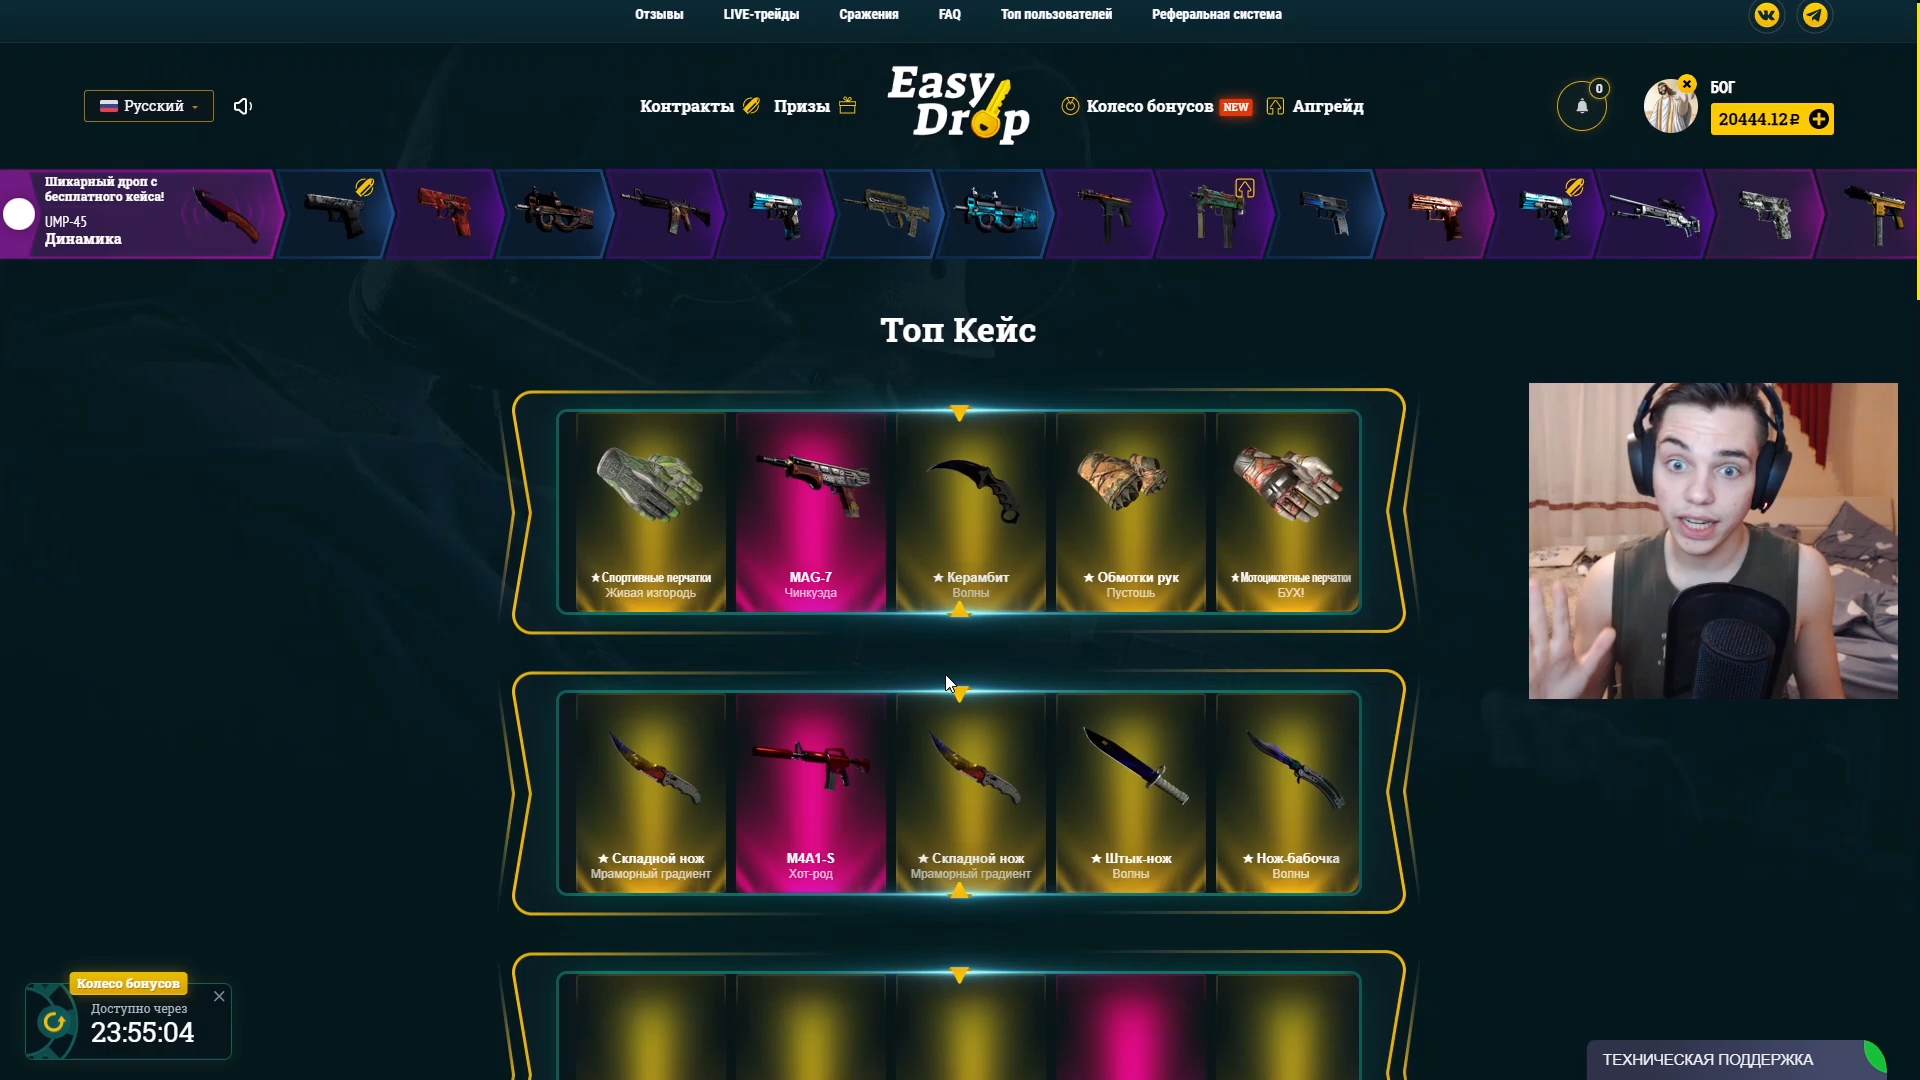 Отзывы
LIVE-трейды
Сражения
FAQ
Топ пользователей
Реферальная система
Русский
Контракты
Призы
Easy
Drop
Колесо бонусов NEW
Апгрейд
0
БОГ
20444.12₽
Шикарный дроп с
бесплатного кейса!
UMP-45
Динамика
Топ Кейс
★ Спортивные перчатки
Живая изгородь
MAG-7
Чинкуэда
★ Керамбит
Волны
★ Обмотки рук
Пустошь
★ Мотоциклетные перчатки
БУХ!
★ Складной нож
Мраморный градиент
M4A1-S
Хот-род
★ Складной нож
Мраморный градиент
★ Штык-нож
Волны
★ Нож-бабочка
Волны
Колесо бонусов
Доступно через
23:55:04
ТЕХНИЧЕСКАЯ ПОДДЕРЖКА